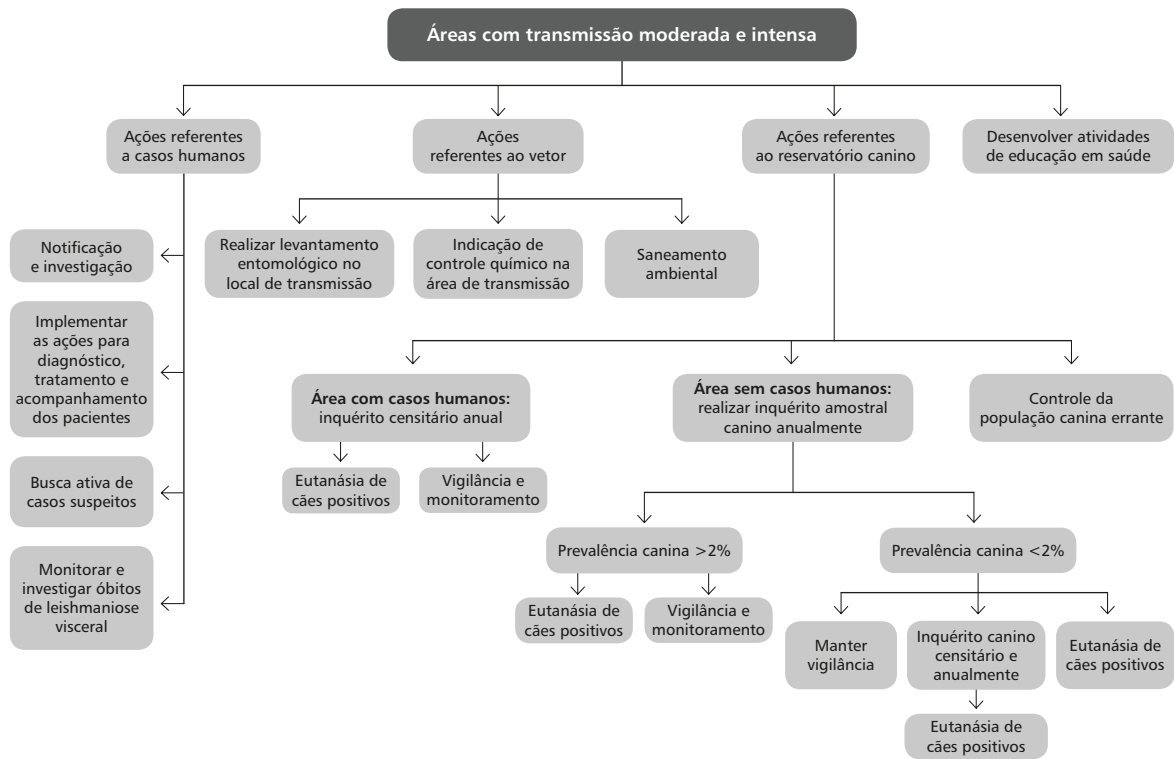 Áreas com transmissão moderada e intensa
Ações referentes
a casos humanos
Ações
referentes ao vetor
Ações referentes
ao reservatório canino
Desenvolver atividades
de educação em saúde
Notificação
e investigação
Implementar
as ações para
diagnóstico,
tratamento e
acompanhamento
dos pacientes
Busca ativa de
casos suspeitos
Monitorar e
investigar óbitos
de leishmaniose
visceral
Realizar levantamento
entomológico no
local de transmissão
Indicação de
controle químico na
área de transmissão
Saneamento
ambiental
Área com casos humanos:
inquérito censitário anual
Área sem casos humanos:
realizar inquérito amostral
canino anualmente
Controle da
população canina errante
Eutanásia de
cães positivos
Vigilância e
monitoramento
Prevalência canina >2%
Prevalência canina <2%
Eutanásia de
cães positivos
Vigilância e
monitoramento
Manter
vigilância
Inquérito canino
censitário e
anualmente
Eutanásia de
cães positivos
Eutanásia de
cães positivos